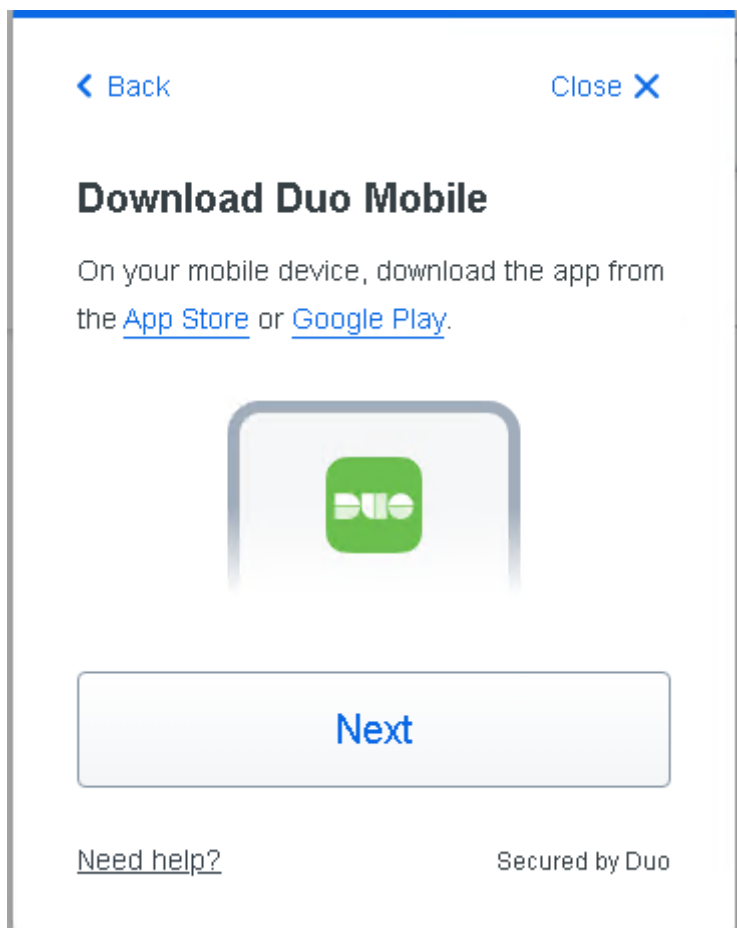 Back
Close
Download Duo Mobile
On your mobile device, download the app from
the App Store or Google Play.
DUO
Next
Need help?
Secured by Duo